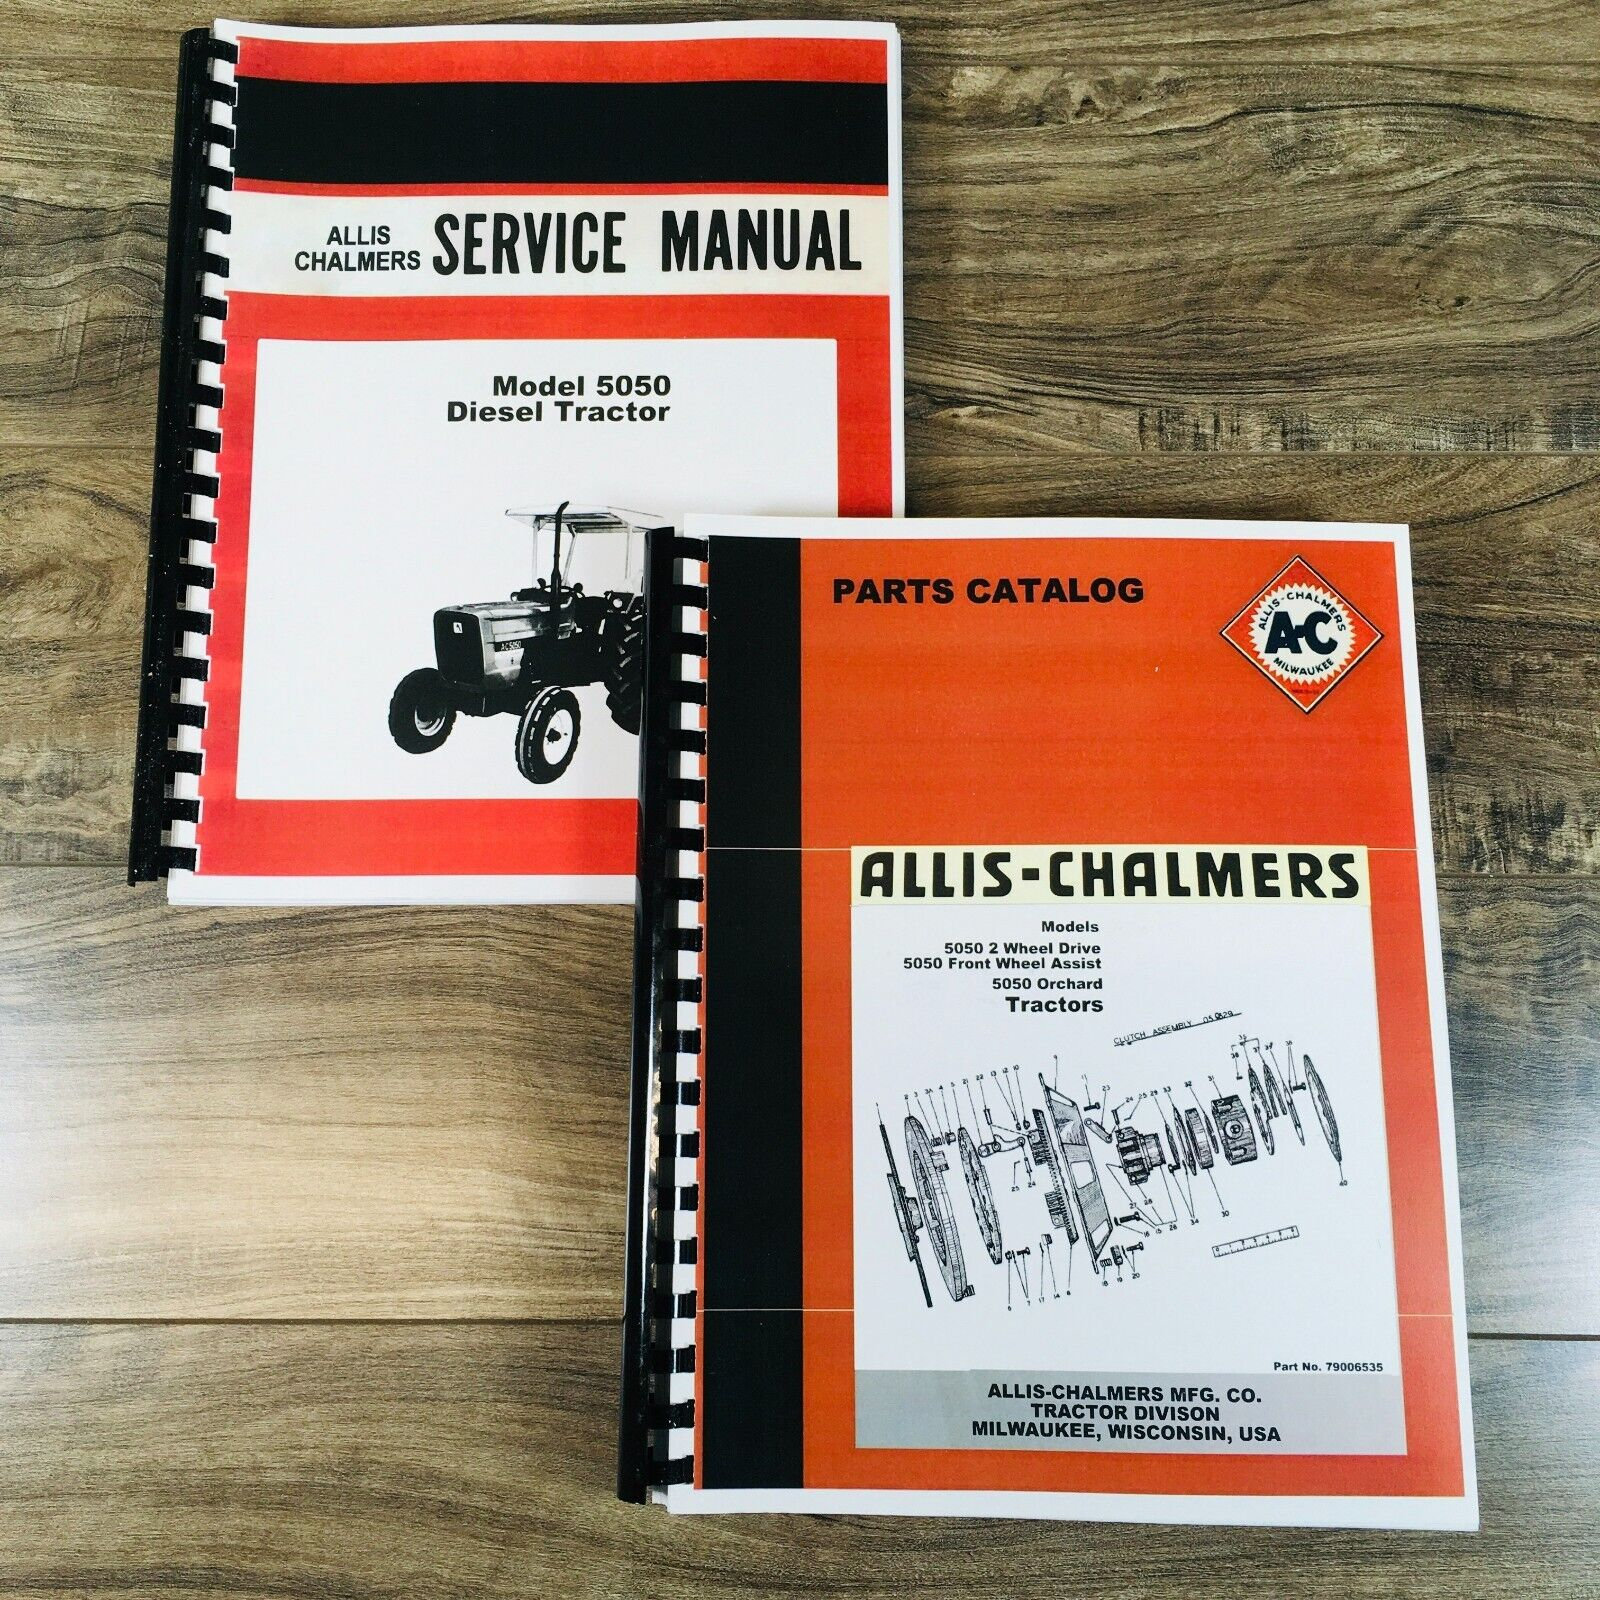 ALLIS
CHALMERS
SERVICE MANUAL
Model 5050
Diesel Tractor
PARTS CATALOG
ALLIS-CHALMERS
A-C
MILWAUKEE
ALLIS-CHALMERS
Models
5050 2 Wheel Drive
5050 Front Wheel Assist
5050 Orchard
Tractors
CLUTCH ASSEMBLY
Part No. 79006535
ALLIS-CHALMERS MFG. CO.
TRACTOR DIVISON
MILWAUKEE, WISCONSIN, USA